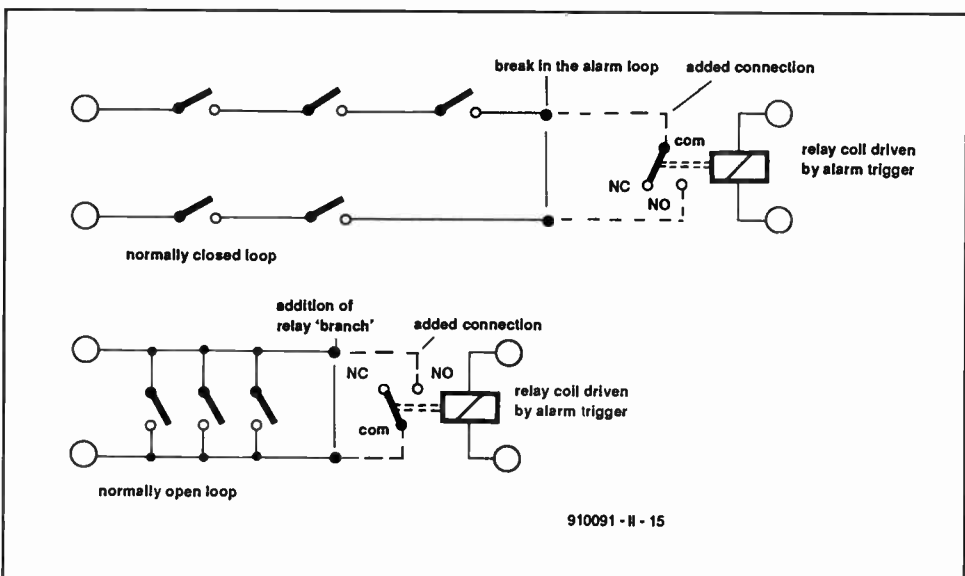 break in the alarm loop
added connection
com
relay coil driven
by alarm trigger
NC
NO
normally closed loop
addition of
relay ‘branch’
added connection
NC
NO
relay coil driven
by alarm trigger
com
normally open loop
910091 - II - 15